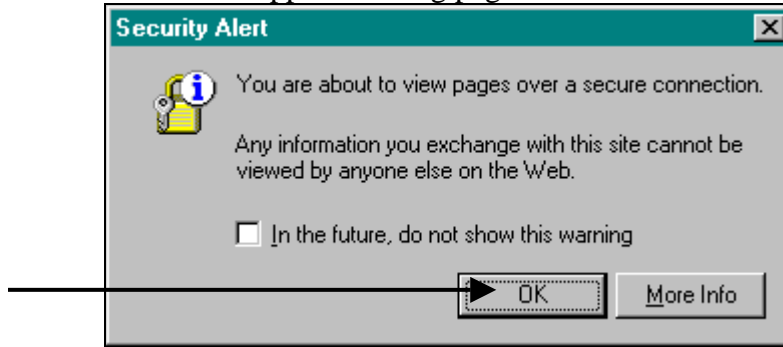 Security Alert
You are about to view pages over a secure connection.
Any information you exchange with this site cannot be
viewed by anyone else on the Web.
In the future, do not show this warning
OK More Info